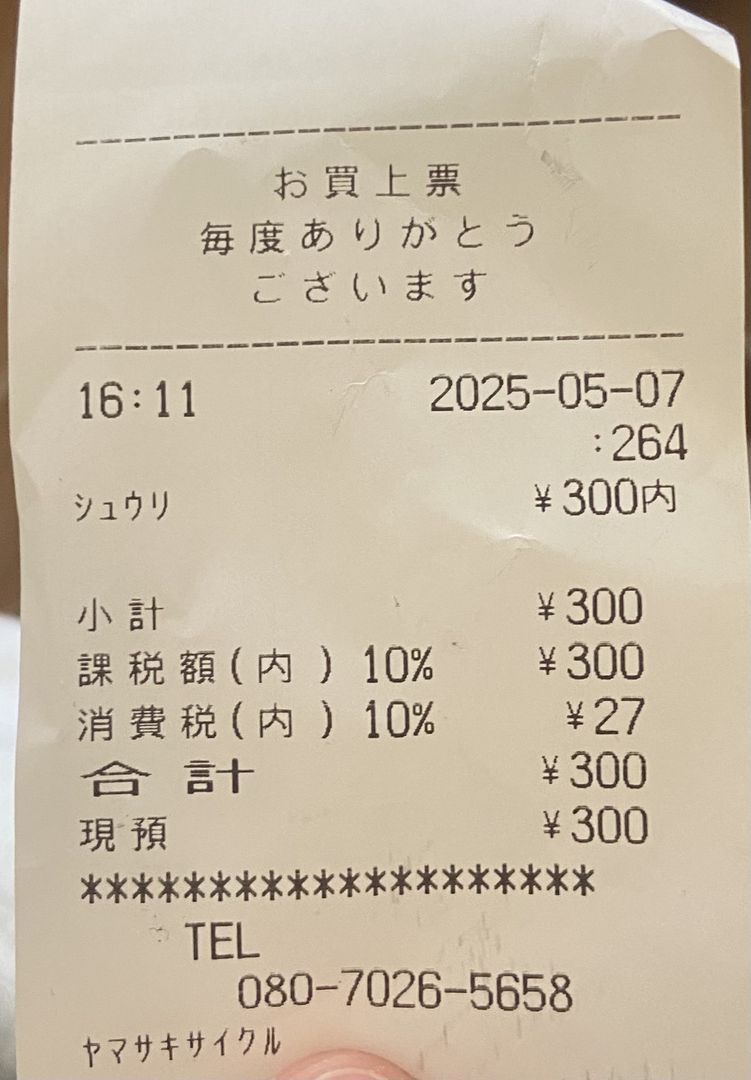 お買上票
毎度ありがとう
ございます
16:11 2025-05-07
:264
シュウリ ¥300内
小計 ¥300
課税額(内) 10% ¥300
消費税(内) 10% ¥27
合計 ¥300
現預 ¥300
********************
TEL
080-7026-5658
ヤマサキサイクル